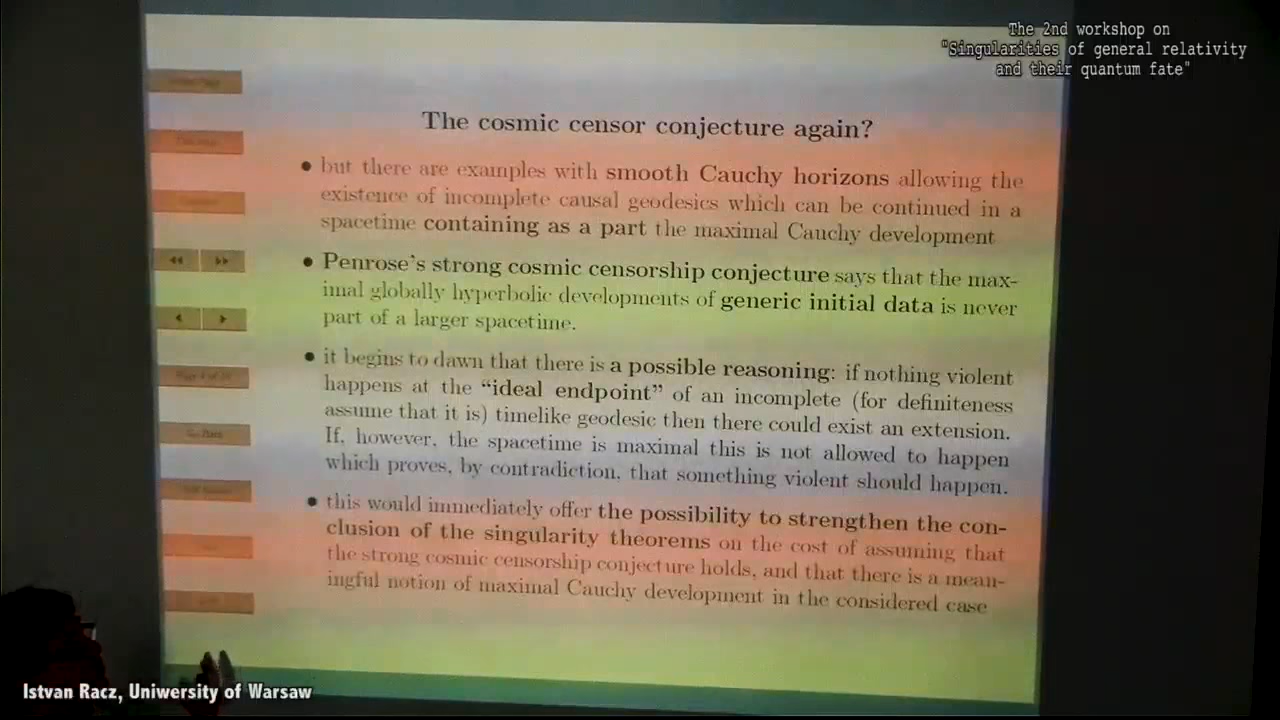 The 2nd workshop on
"Singularities of general relativity
and their quantum fate"
The cosmic censor conjecture again?
• but there are examples with smooth Cauchy horizons allowing the
existence of incomplete causal geodesics which can be continued in a
spacetime containing as a part the maximal Cauchy development
• Penrose's strong cosmic censorship conjecture says that the max-
imal globally hyperbolic developments of generic initial data is never
part of a larger spacetime.
• it begins to dawn that there is a possible reasoning: if nothing violent
happens at the “ideal endpoint” of an incomplete (for definiteness
assume that it is) timelike geodesic then there could exist an extension.
If, however, the spacetime is maximal this is not allowed to happen
which proves, by contradiction, that something violent should happen.
• this would immediately offer the possibility to strengthen the con-
clusion of the singularity theorems on the cost of assuming that
the strong cosmic censorship conjecture holds, and that there is a mean-
ingful notion of maximal Cauchy development in the considered case
Istvan Racz, Uniwersity of Warsaw